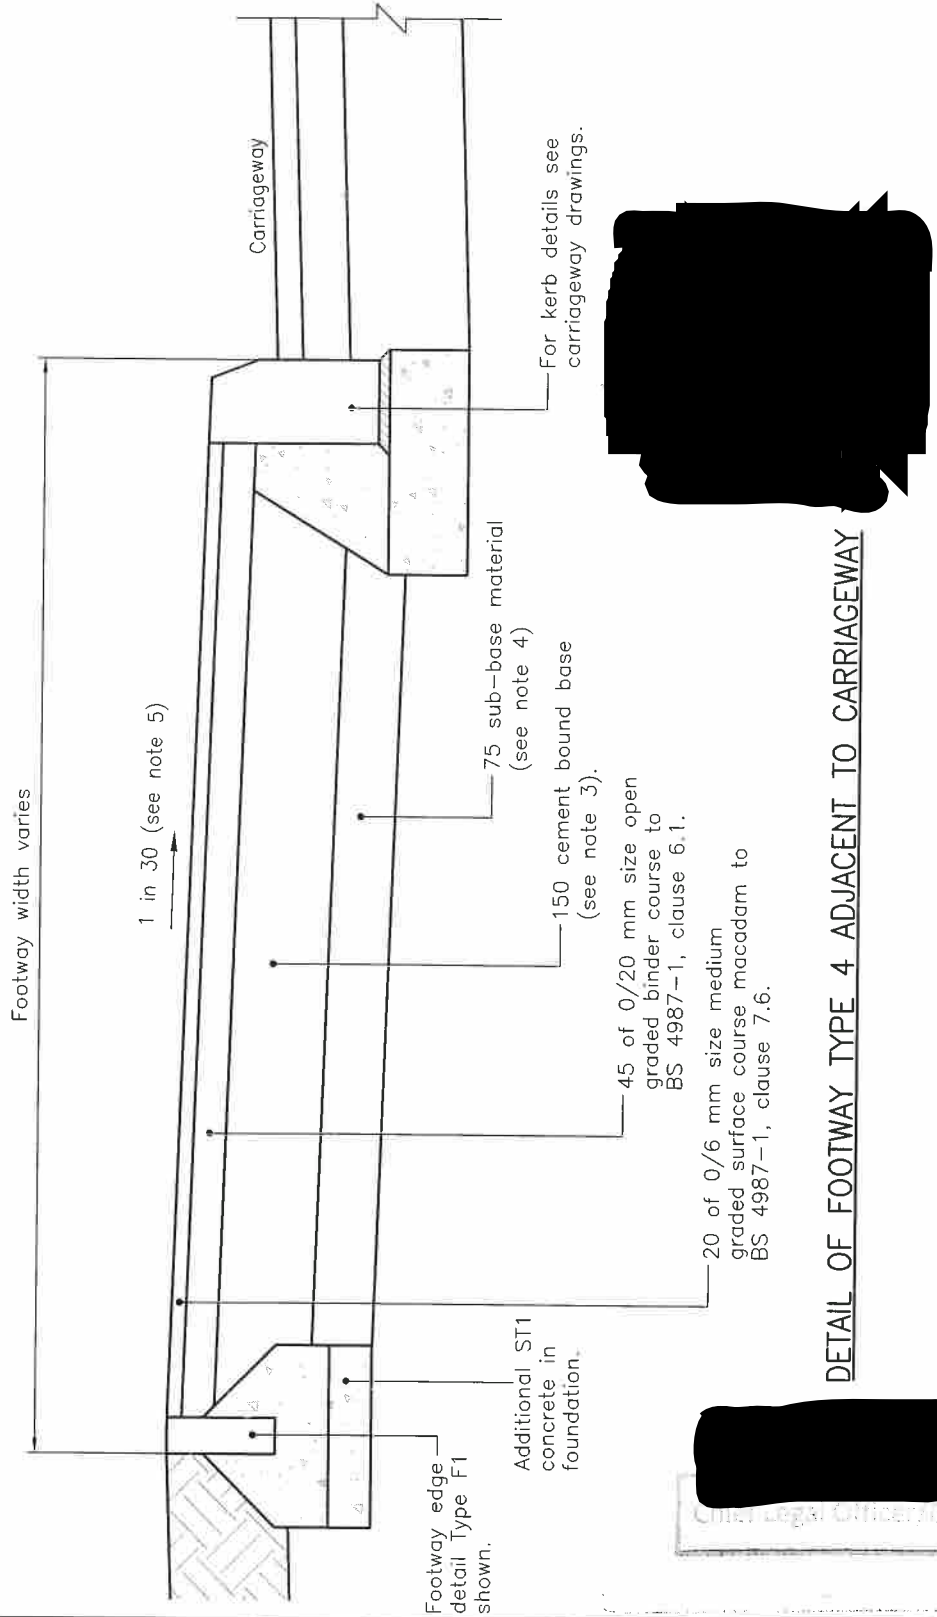 Footway width varies
1 in 30 (see note 5)
Carriageway
For kerb details see
carriageway drawings.
75 sub-base material
(see note 4)
150 cement bound base
(see note 3).
45 of 0/20 mm size open
graded binder course to
BS 4987-1, clause 6.1.
20 of 0/6 mm size medium
graded surface course macadam to
BS 4987-1, clause 7.6.
Additional ST1
concrete in
foundation.
Footway edge
detail Type F1
shown.
DETAIL OF FOOTWAY TYPE 4 ADJACENT TO CARRIAGEWAY
Chief Legal Officer